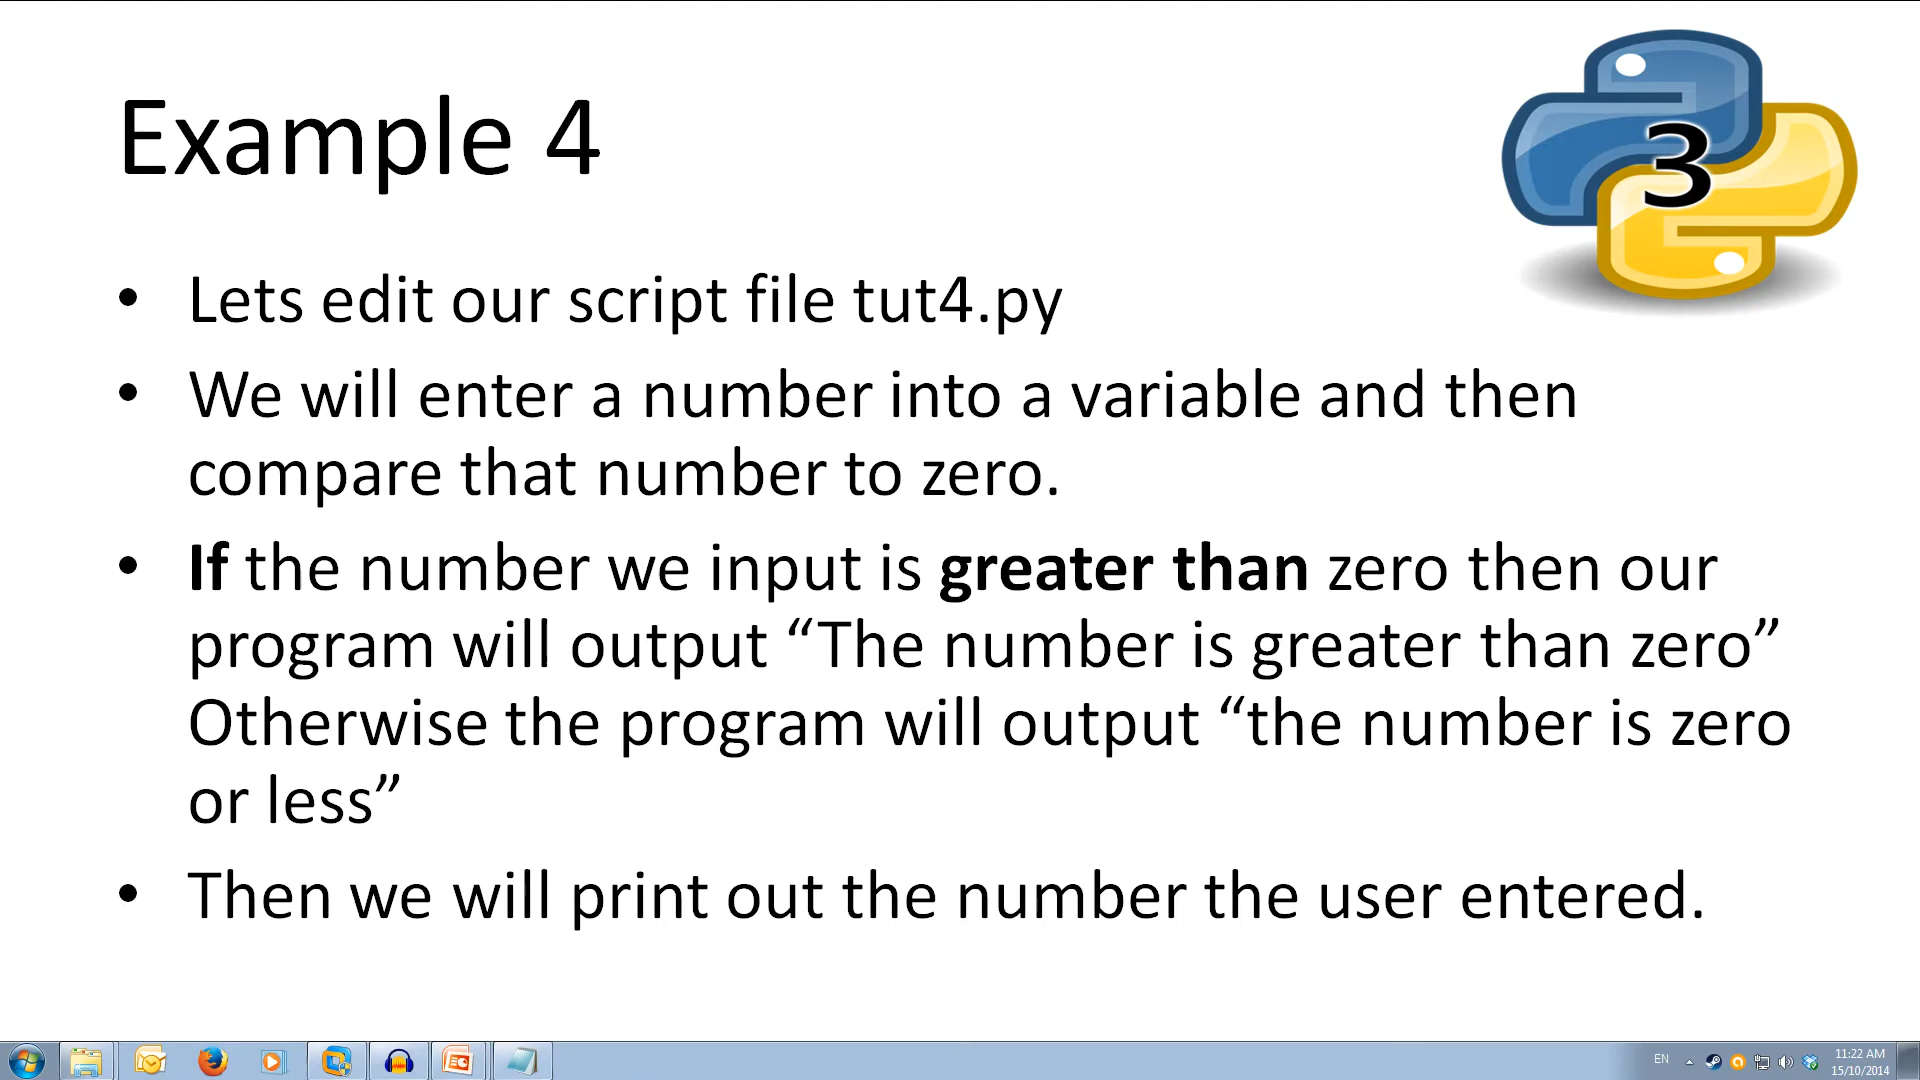 Example 4
3
• Lets edit our script file tut4.py
• We will enter a number into a variable and then
compare that number to zero.
• If the number we input is greater than zero then our
program will output “The number is greater than zero”
Otherwise the program will output “the number is zero
or less”
• Then we will print out the number the user entered.
EN
11:22 AM
15/10/2014